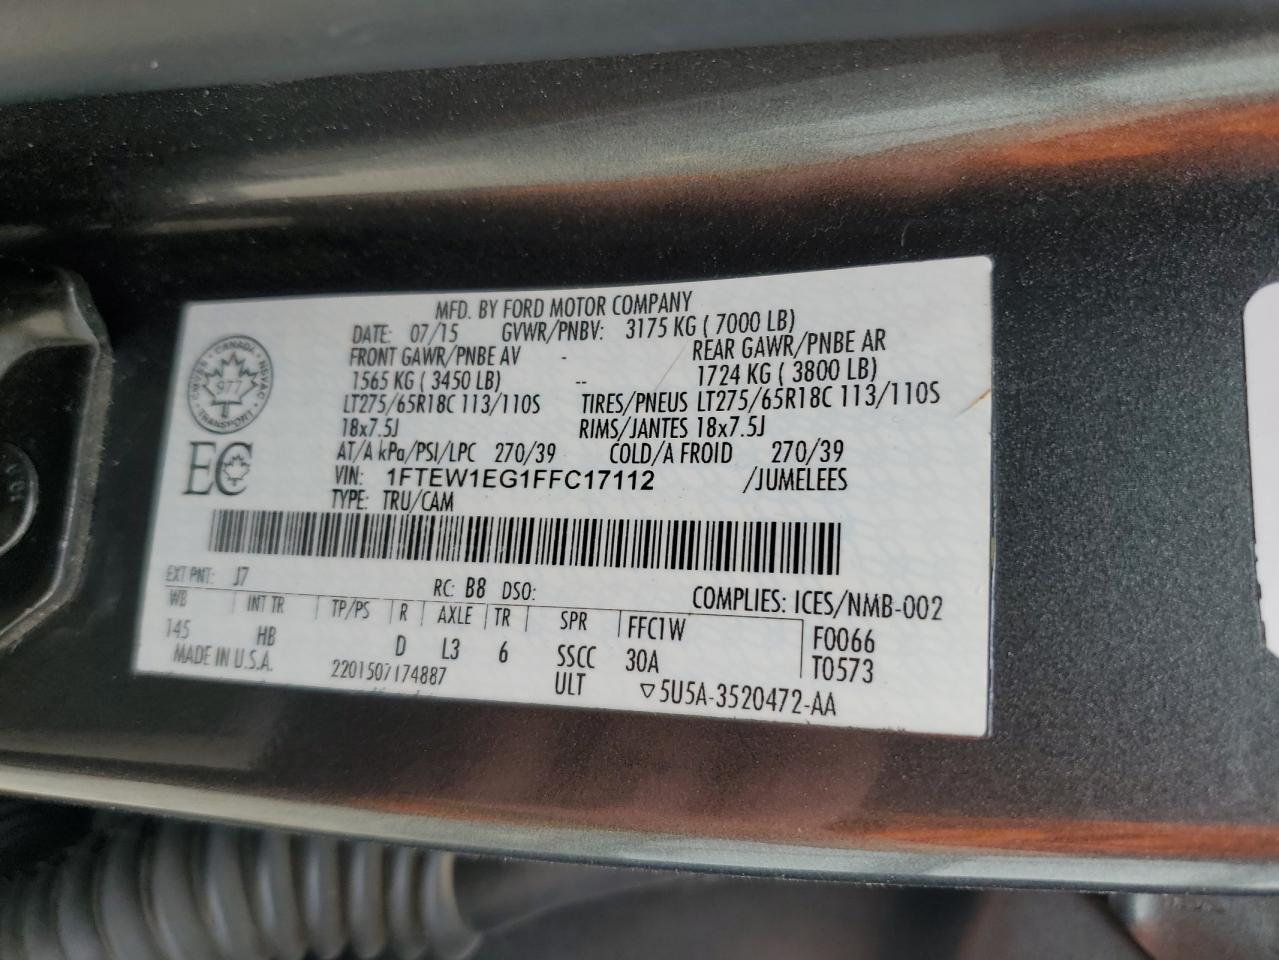 MFD. BY FORD MOTOR COMPANY
DATE: 07/15 GVWR/PNBV: 3175 KG ( 7000 LB)
FRONT GAWR/PNBE AV - REAR GAWR/PNBE AR
1565 KG ( 3450 LB) -- 1724 KG ( 3800 LB)
LT275/65R18C 113/110S TIRES/PNEUS LT275/65R18C 113/110S
18x7.5J RIMS/JANTES 18x7.5J
AT/A kPa/PSI/LPC 270/39 COLD/A FROID 270/39
VIN: 1FTEW1EG1FFC17112 /JUMELEES
TYPE: TRU/CAM
CANADA
977
TRANSPORT
EC
EXT PNT: J7 RC: B8 DSO: COMPLIES: ICES/NMB-002
WB INT TR TP/PS R AXLE TR SPR FFC1W F0066
145 HB D L3 6 SSCC 30A T0573
MADE IN U.S.A. 2201507174887 ULT ▽5U5A-3520472-AA